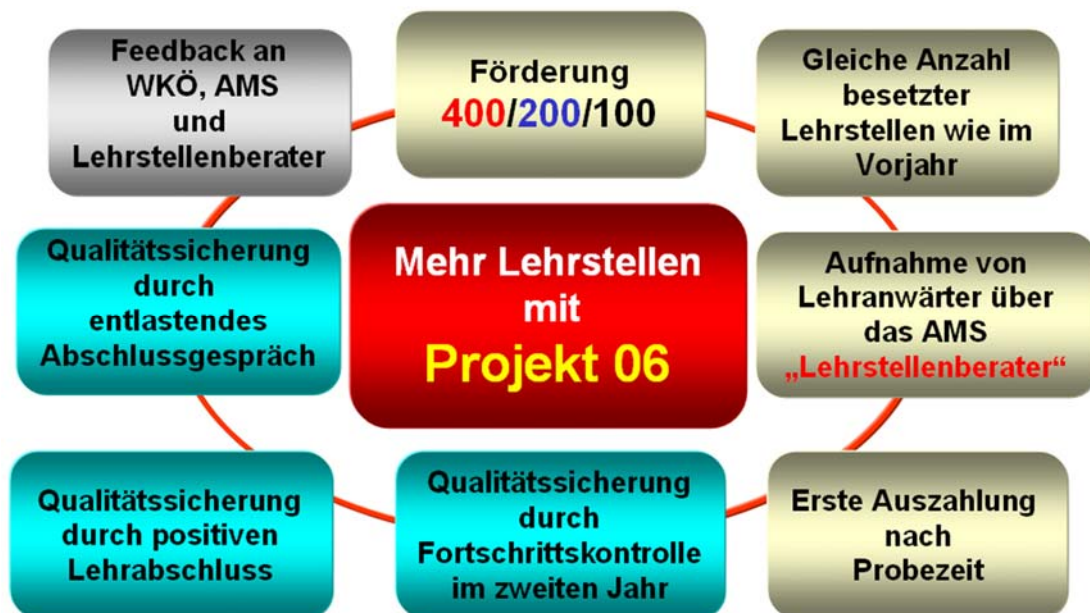 Feedback an
WKÖ, AMS
und
Lehrstellenberater
Förderung
400/200/100
Gleiche Anzahl
besetzter
Lehrstellen wie im
Vorjahr
Qualitätssicherung
durch
entlastendes
Abschlussgespräch
Mehr Lehrstellen
mit
Projekt 06
Aufnahme von
Lehranwärter über
das AMS
„Lehrstellenberater“
Qualitätssicherung
durch positiven
Lehrabschluss
Qualitätssicherung
durch
Fortschrittskontrolle
im zweiten Jahr
Erste Auszahlung
nach
Probezeit